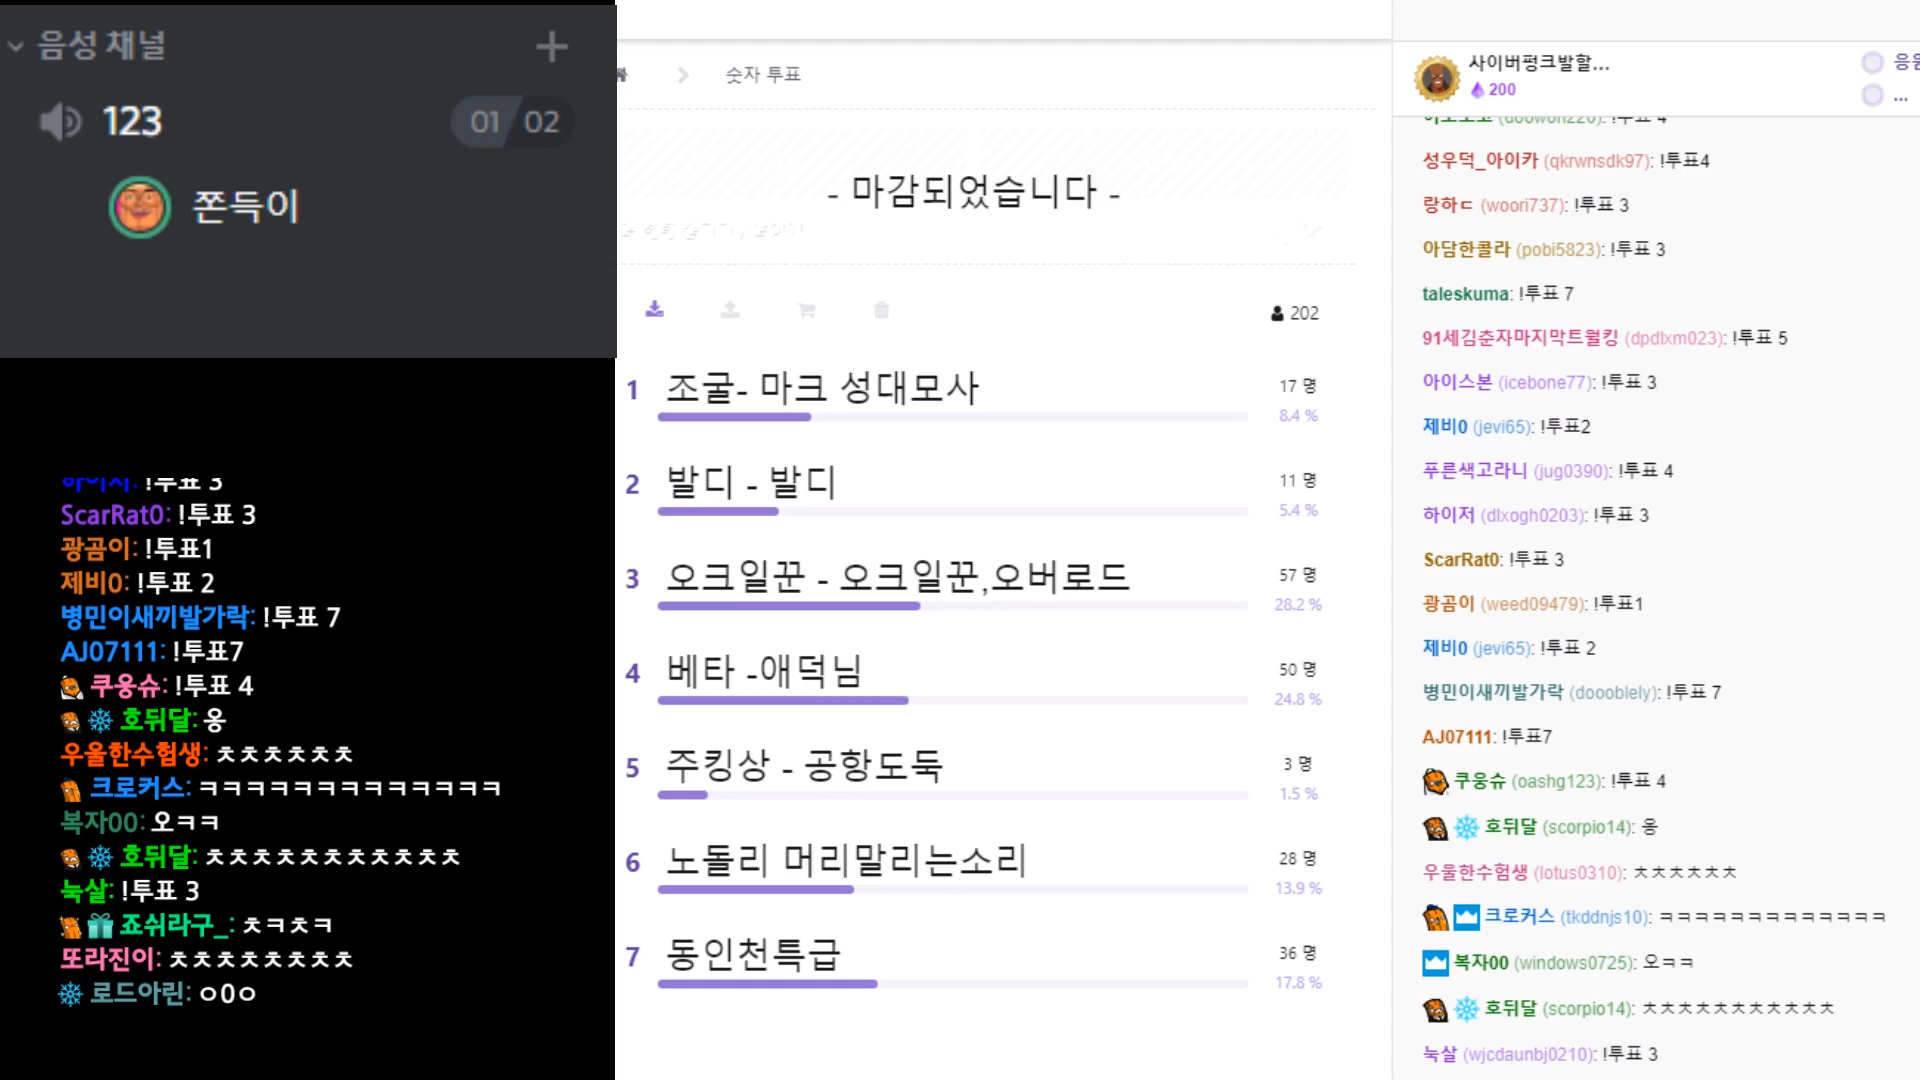 음성 채널
123
01 02
쫀득이
ScarRat0: !투표 3
광곰이: !투표1
제비0: !투표 2
병민이새끼발가락: !투표 7
AJ07111: !투표7
쿠웅슈: !투표 4
호뒤달: 웅
우울한수험생: ㅊㅊㅊㅊㅊㅊ
크로커스: ㅋㅋㅋㅋㅋㅋㅋㅋㅋㅋㅋㅋㅋ
복자00: 오ㅋㅋ
호뒤달: ㅊㅊㅊㅊㅊㅊㅊㅊㅊㅊㅊ
눅살: !투표 3
죠쉬라구_: ㅊㅋㅊㅋ
또라진이: ㅊㅊㅊㅊㅊㅊㅊㅊ
로드아린: ㅇ0ㅇ
숫자 투표
- 마감되었습니다 -
202
1 조굴- 마크 성대모사 17 명
8.4 %
2 발디 - 발디 11 명
5.4 %
3 오크일꾼 - 오크일꾼,오버로드 57 명
28.2 %
4 베타 -애덕님 50 명
24.8 %
5 주킹상 - 공항도둑 3 명
1.5 %
6 노돌리 머리말리는소리 28 명
13.9 %
7 동인천특급 36 명
17.8 %
사이버펑크발할...
200
...
성우덕_아이카 (qkrwnsdk97): !투표4
랑하ㄷ (woori737): !투표 3
아담한콜라 (pobi5823): !투표 3
taleskuma: !투표 7
91세김춘자마지막트월킹 (dpdlxm023): !투표 5
아이스본 (icebone77): !투표 3
제비0 (jevi65): !투표2
푸른색고라니 (jug0390): !투표 4
하이저 (dlxogh0203): !투표 3
ScarRat0: !투표 3
광곰이 (weed09479): !투표1
제비0 (jevi65): !투표 2
병민이새끼발가락 (doooblely): !투표 7
AJ07111: !투표7
쿠웅슈 (oashg123): !투표 4
호뒤달 (scorpio14): 웅
우울한수험생 (lotus0310): ㅊㅊㅊㅊㅊㅊ
크로커스 (tkddnjs10): ㅋㅋㅋㅋㅋㅋㅋㅋㅋㅋㅋㅋㅋ
복자00 (windows0725): 오ㅋㅋ
호뒤달 (scorpio14): ㅊㅊㅊㅊㅊㅊㅊㅊㅊㅊㅊ
눅살 (wjcdaunbj0210): !투표 3